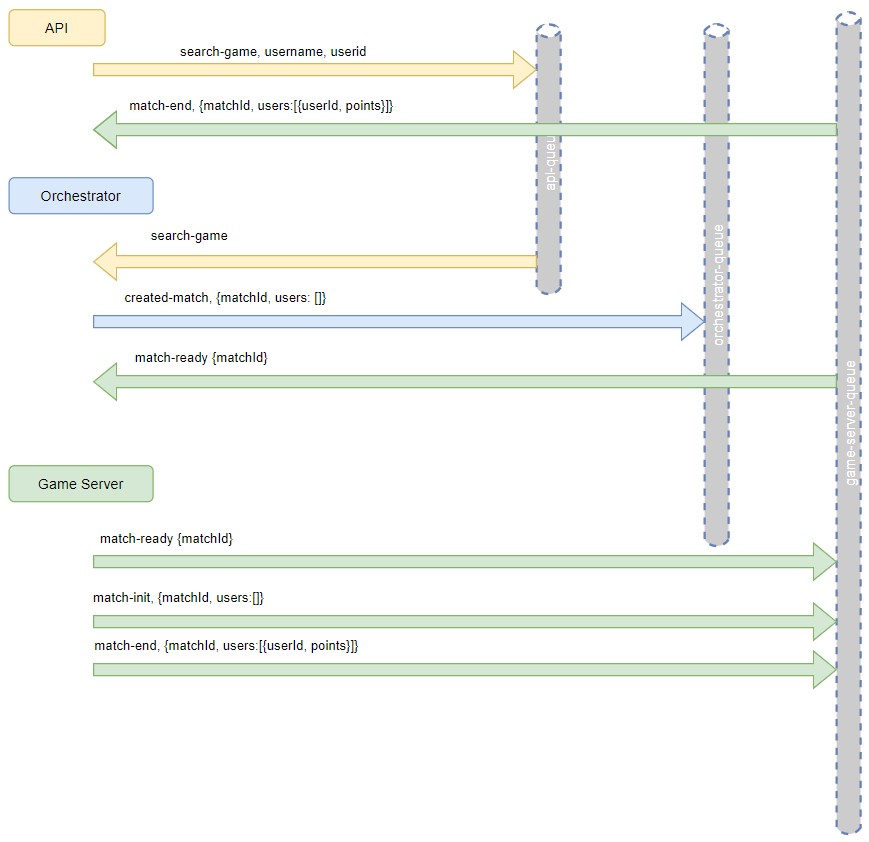 API
search-game, username, userid
match-end, {matchId, users:[{userId, points}]}
api-queue
Orchestrator
search-game
created-match, {matchId, users: []}
orchestrator-queue
match-ready {matchId}
game-server-queue
Game Server
match-ready {matchId}
match-init, {matchId, users:[]}
match-end, {matchId, users:[{userId, points}]}